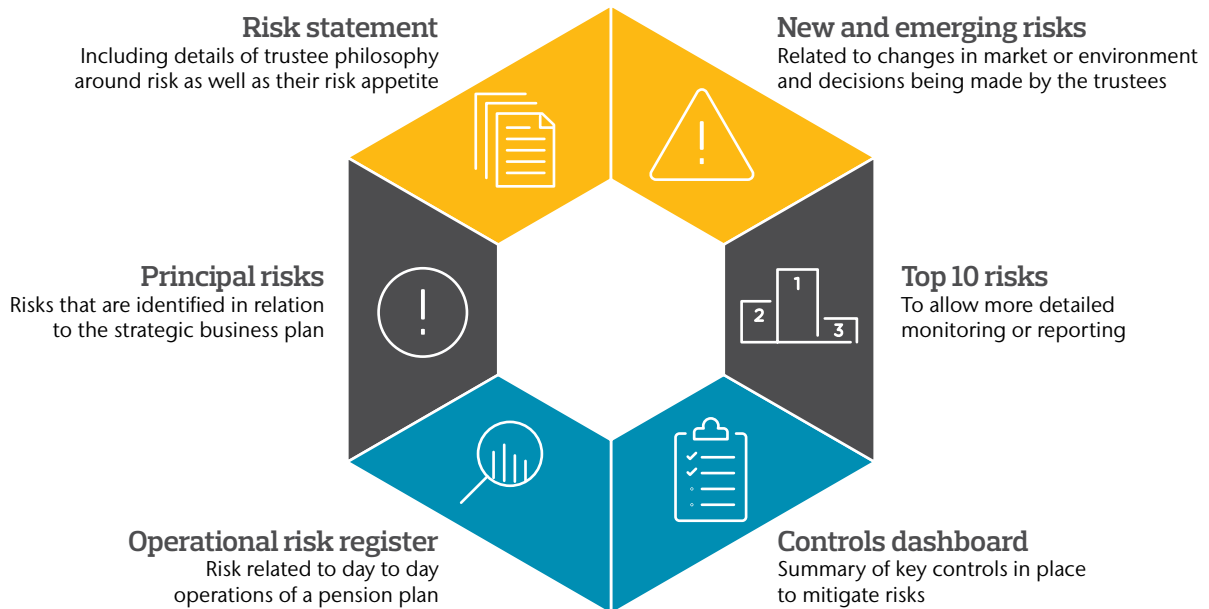 Risk statement
Including details of trustee philosophy
around risk as well as their risk appetite
New and emerging risks
Related to changes in market or environment
and decisions being made by the trustees
Principal risks
Risks that are identified in relation
to the strategic business plan
1
2
3
Top 10 risks
To allow more detailed
monitoring or reporting
Operational risk register
Risk related to day to day
operations of a pension plan
Controls dashboard
Summary of key controls in place
to mitigate risks